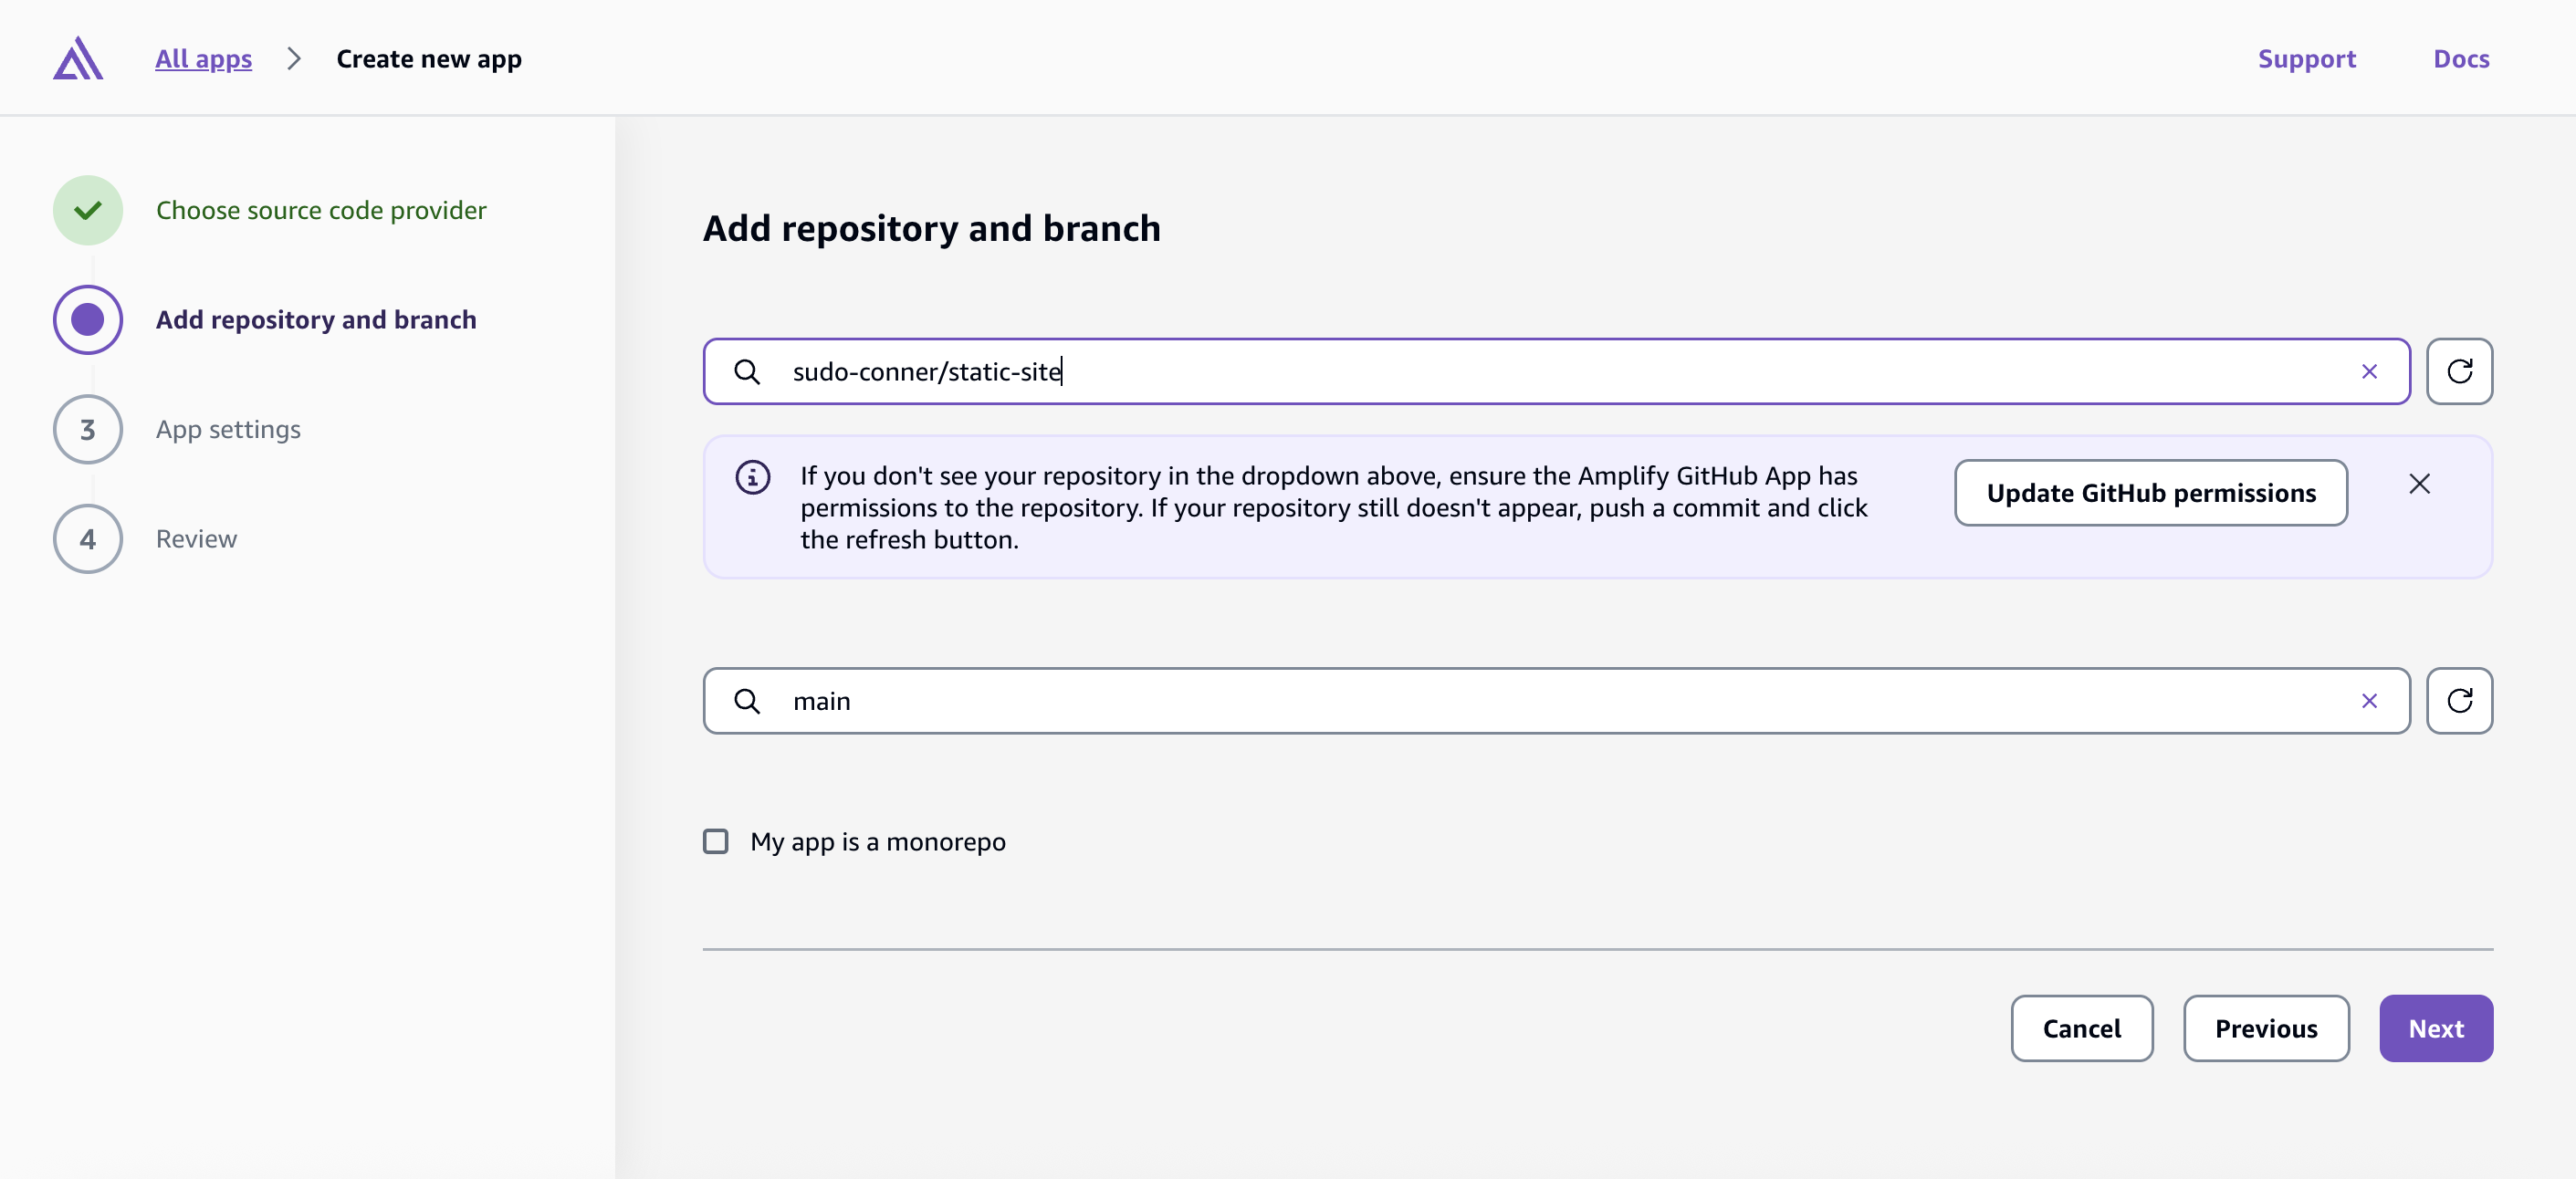 All apps
Create new app
Support
Docs
Choose source code provider
Add repository and branch
3
App settings
4
Review
Add repository and branch
sudo-conner/static-site
If you don't see your repository in the dropdown above, ensure the Amplify GitHub App has
permissions to the repository. If your repository still doesn't appear, push a commit and click
the refresh button.
Update GitHub permissions
main
My app is a monorepo
Cancel
Previous
Next